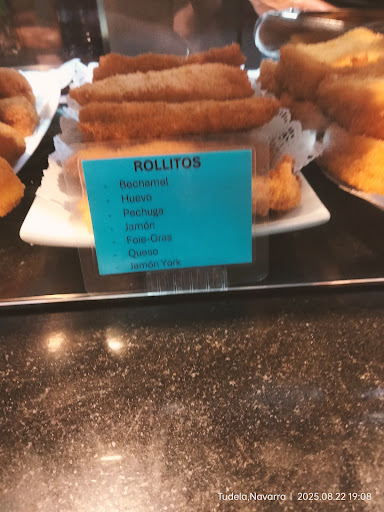 ROLLITOS
- Bechamel
- Huevo
- Pechuga
- Jamón
- Foie-Gras
- Queso
- Jamón York
Tudela,Navarra | 2025.08.22 19:08